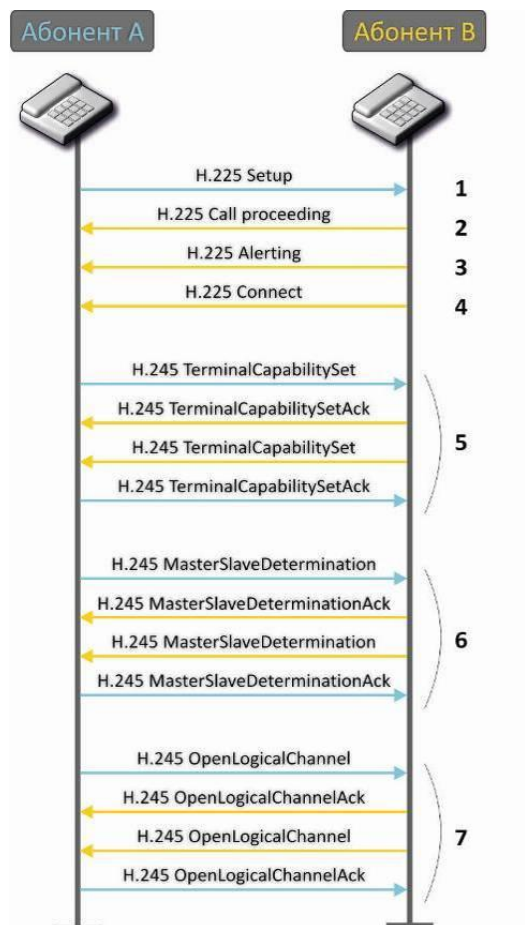 Абонент A
Абонент B
H.225 Setup
1
H.225 Call proceeding
2
H.225 Alerting
3
H.225 Connect
4
H.245 TerminalCapabilitySet
H.245 TerminalCapabilitySetAck
5
H.245 TerminalCapabilitySet
H.245 TerminalCapabilitySetAck
H.245 MasterSlaveDetermination
H.245 MasterSlaveDeterminationAck
6
H.245 MasterSlaveDetermination
H.245 MasterSlaveDeterminationAck
H.245 OpenLogicalChannel
H.245 OpenLogicalChannelAck
7
H.245 OpenLogicalChannel
H.245 OpenLogicalChannelAck